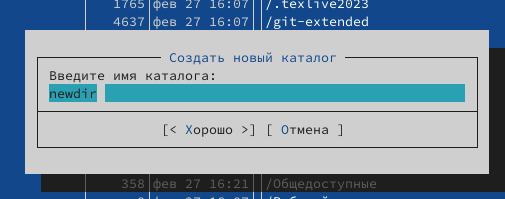 1765 фев 27 16:07 /.texlive2023
4637 фев 27 16:07 /git-extended
Создать новый каталог
Введите имя каталога:
newdir
[< Хорошо >] [ Отмена ]
358 фев 27 16:21 /Общедоступные